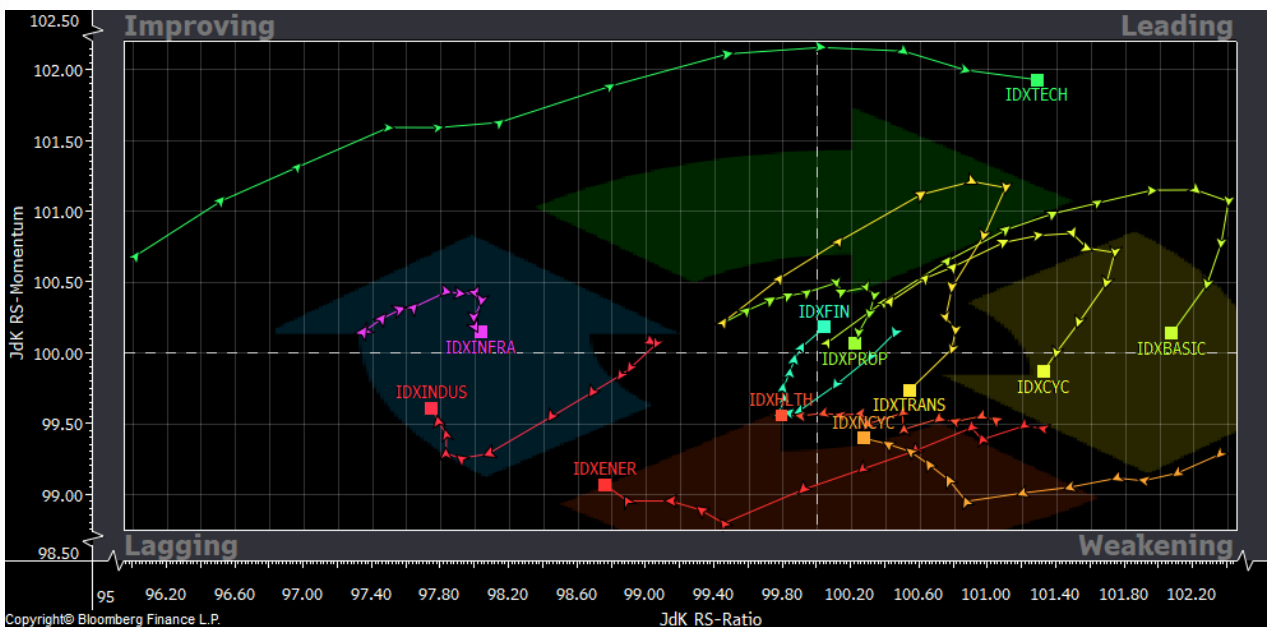 102.50
Improving
Leading
102.00
IDXTECH
101.50
101.00
100.50
IDXFIN
IDXINFRA
IDXPROP
IDXBASIC
100.00
IDXINDUS
IDXHLTH
IDXTRANS
IDXCYC
99.50
IDXNCYC
IDXENER
99.00
98.50
Lagging
Weakening
JdK RS-Momentum
95 96.20 96.60 97.00 97.40 97.80 98.20 98.60 99.00 99.40 99.80 100.20 100.60 101.00 101.40 101.80 102.20
Copyright© Bloomberg Finance L.P.
JdK RS-Ratio